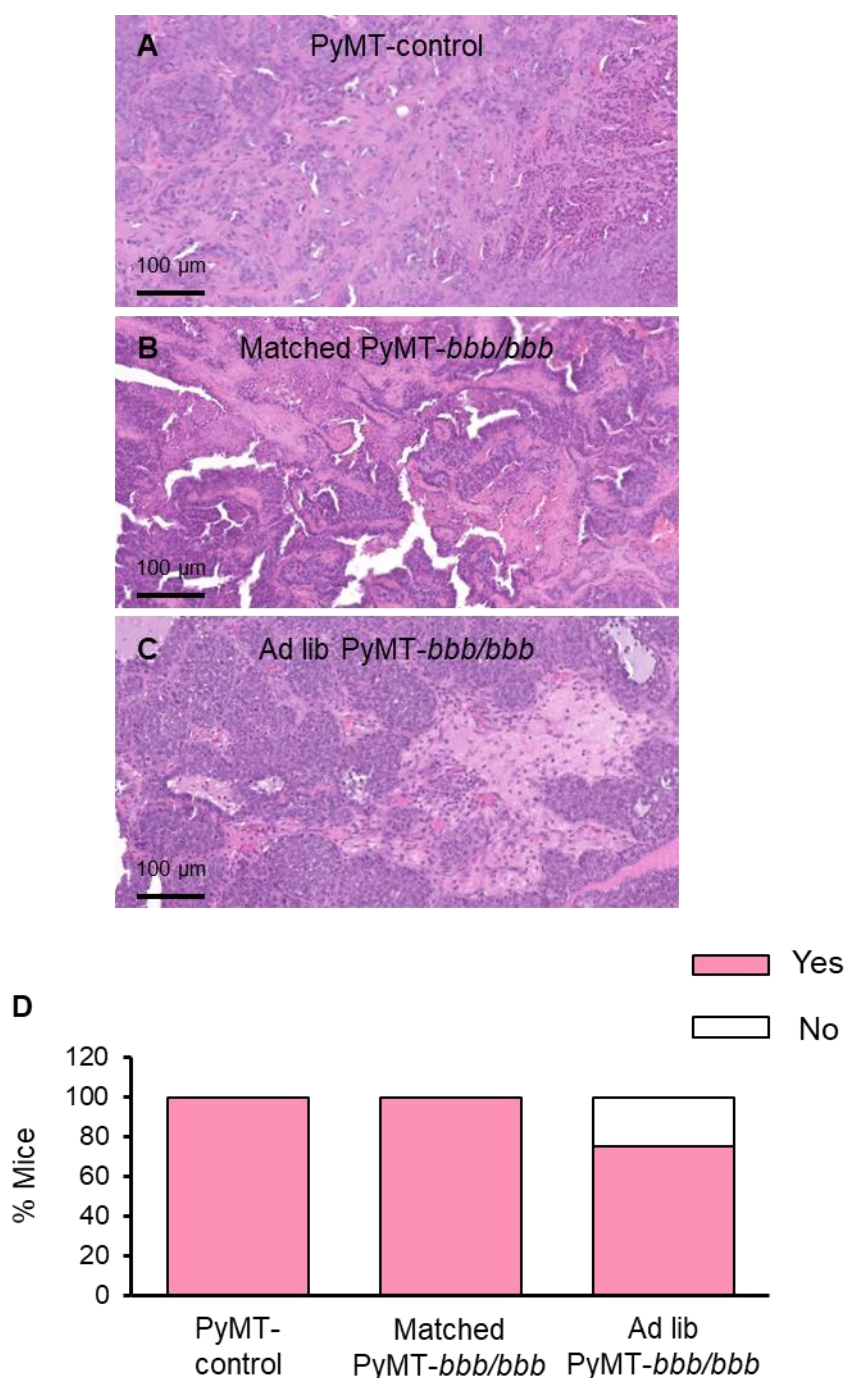 A PyMT-control
100 µm
B Matched PyMT-bbb/bbb
100 µm
C Ad lib PyMT-bbb/bbb
100 µm
Yes
D
No
120
100
80
60
40
20
0
% Mice
PyMT-
control
Matched
PyMT-bbb/bbb
Ad lib
PyMT-bbb/bbb